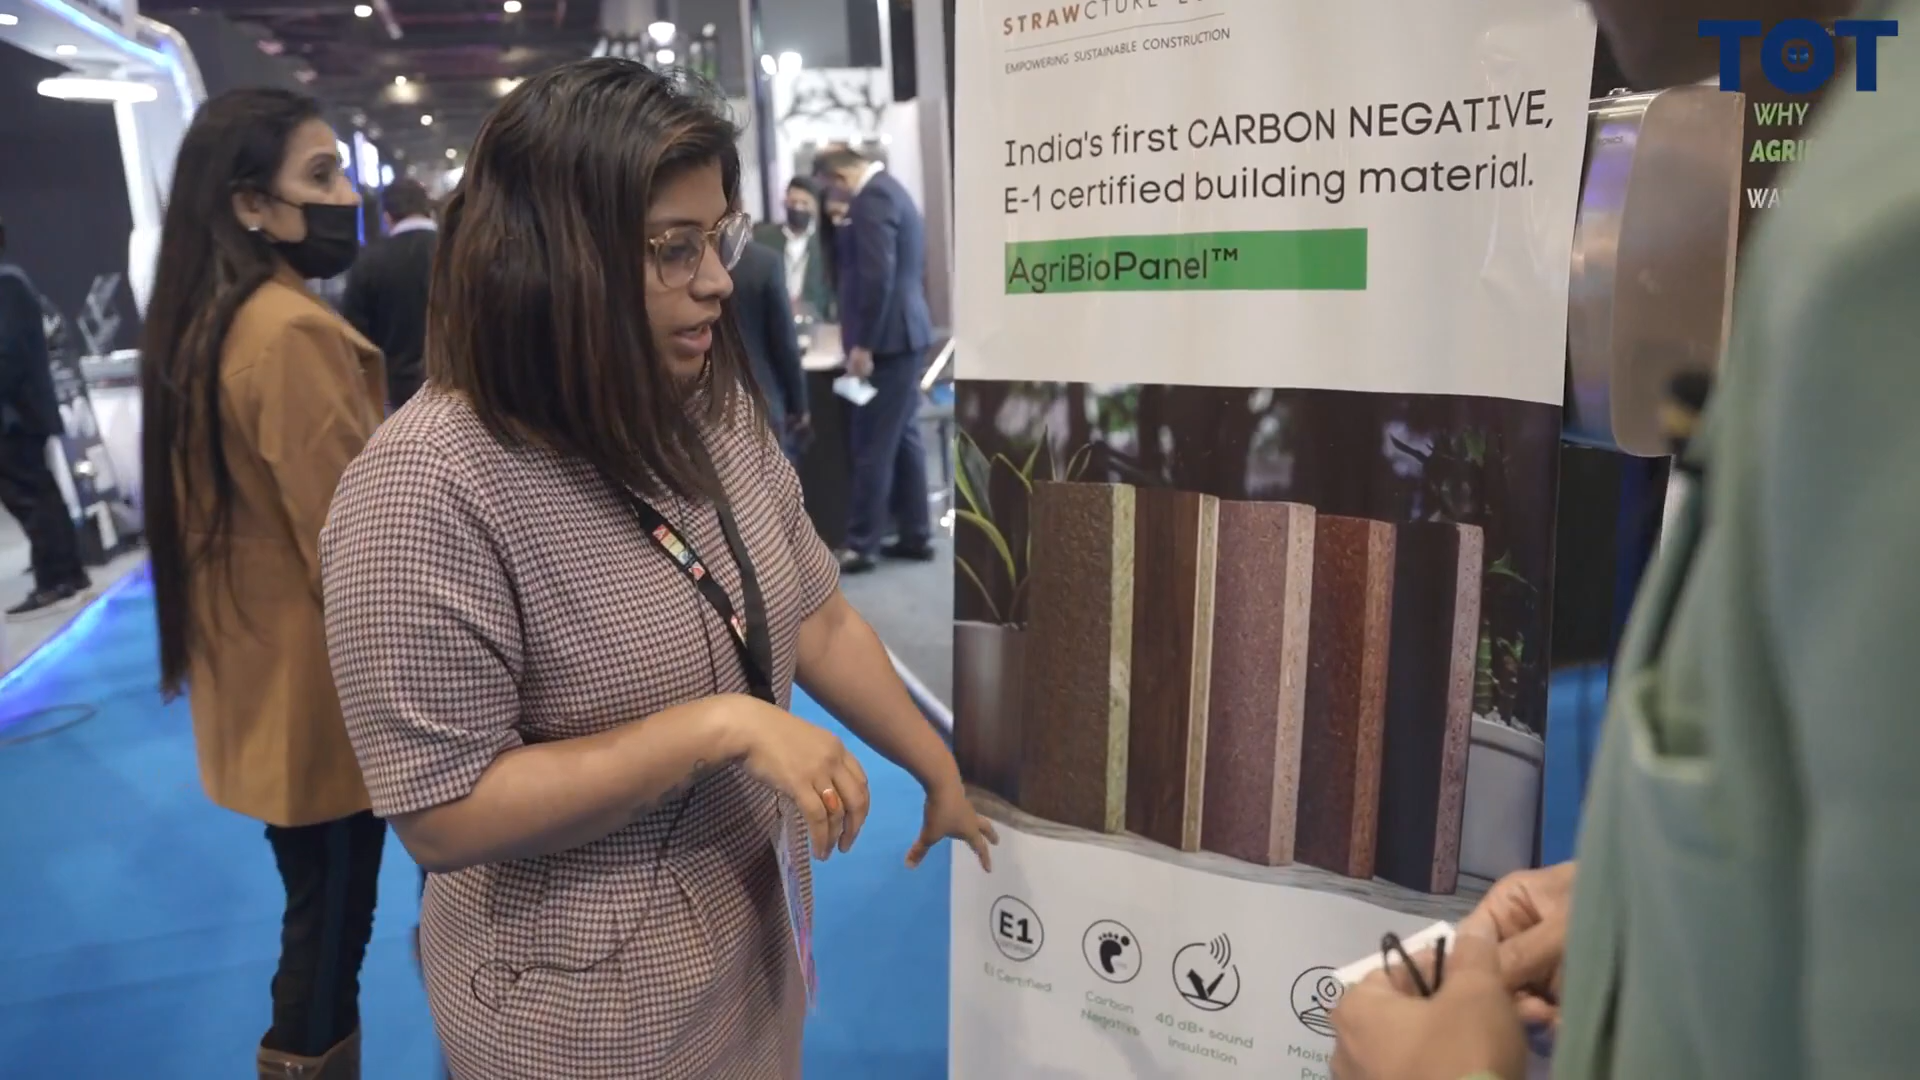 STRAWCTURE
EMPOWERING SUSTAINABLE CONSTRUCTION
India's first CARBON NEGATIVE,
E-1 certified building material.
AgriBioPanel™
E1
E1 Certified
Carbon
Negative
40 dB+ sound
insulation
TOT
WHY